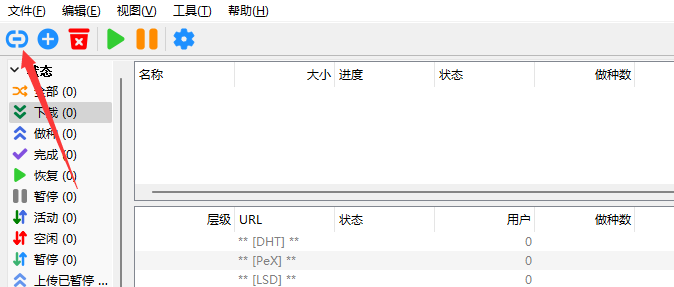 文件(F) 编辑(E) 视图(V) 工具(T) 帮助(H)
状态
全部 (0)
下载 (0)
做种 (0)
完成 (0)
恢复 (0)
暂停 (0)
活动 (0)
空闲 (0)
暂停 (0)
上传已暂停 ...
名称 大小 进度 状态 做种数
层级 URL 状态 用户 做种数
** [DHT] ** 0
** [PeX] ** 0
** [LSD] ** 0